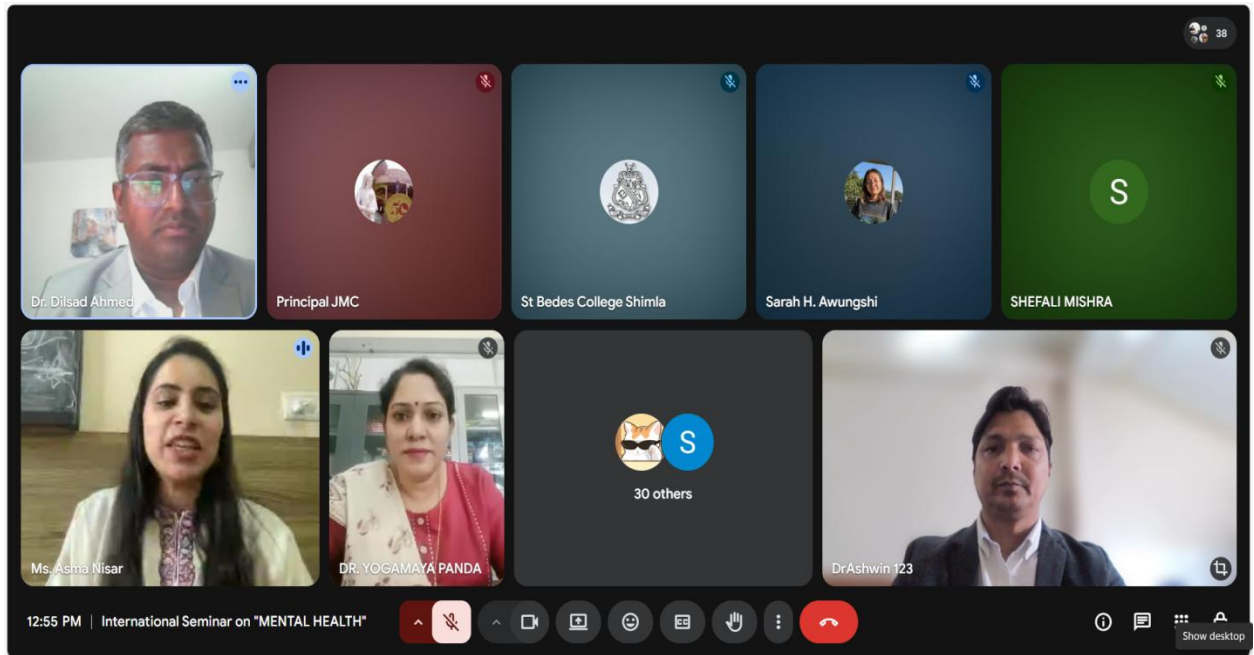 38
Dr. Dilsad Ahmed
Principal JMC
St Bedes College Shimla
Sarah H. Awungshi
S
SHEFALI MISHRA
Ms. Asma Nisar
DR. YOGAMAYA PANDA
S
30 others
DrAshwin 123
12:55 PM | International Seminar on "MENTAL HEALTH"
CC
Show desktop